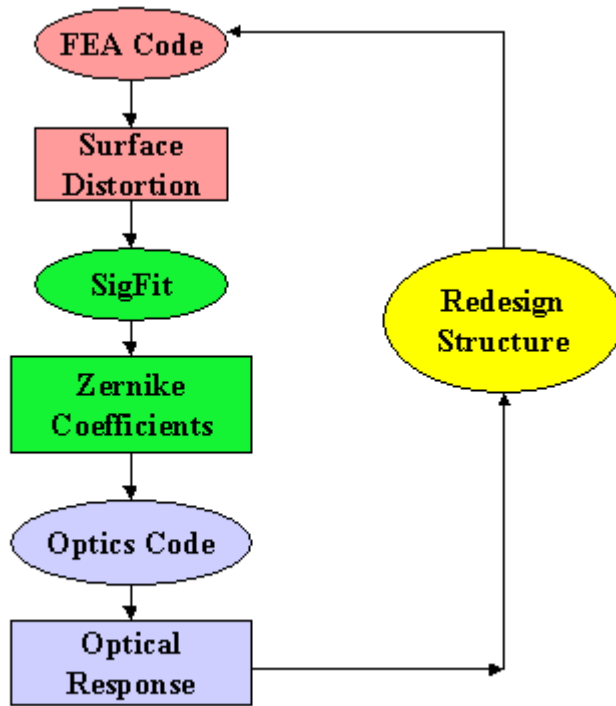 FEA Code
Surface
Distortion
SigFit
Zernike
Coefficients
Optics Code
Optical
Response
Redesign
Structure